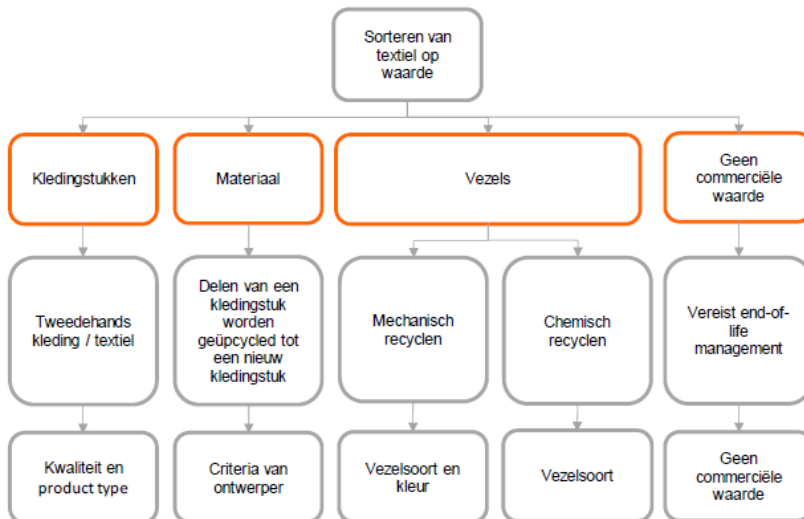 Sorteren van
textiel op
waarde
Kledingstukken
Materiaal
Vezels
Geen
commerciële
waarde
Tweedehands
kleding / textiel
Delen van een
kledingstuk
worden
geüpcycled tot
een nieuw
kledingstuk
Mechanisch
recyclen
Chemisch
recyclen
Vereist end-of-
life
management
Kwaliteit en
product type
Criteria van
ontwerper
Vezelsoort en
kleur
Vezelsoort
Geen
commerciële
waarde